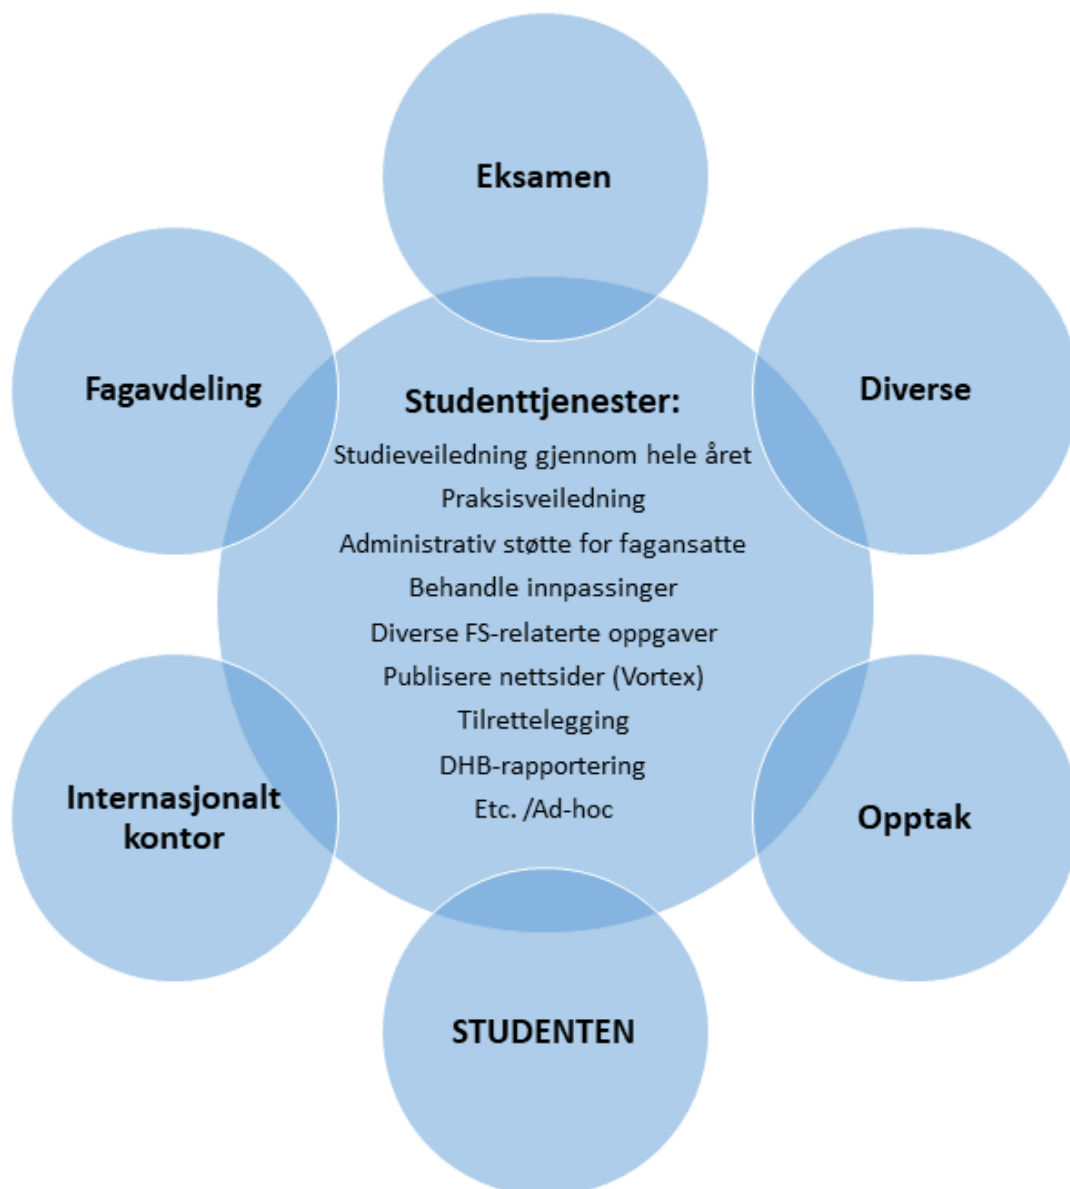 Eksamen
Fagavdeling
Diverse
Studenttjenester:
Studieveiledning gjennom hele året
Praksisveiledning
Administrativ støtte for fagansatte
Behandle innpassinger
Diverse FS-relaterte oppgaver
Publisere nettsider (Vortex)
Tilrettelegging
DHB-rapportering
Etc. /Ad-hoc
Internasjonalt
kontor
Opptak
STUDENTEN